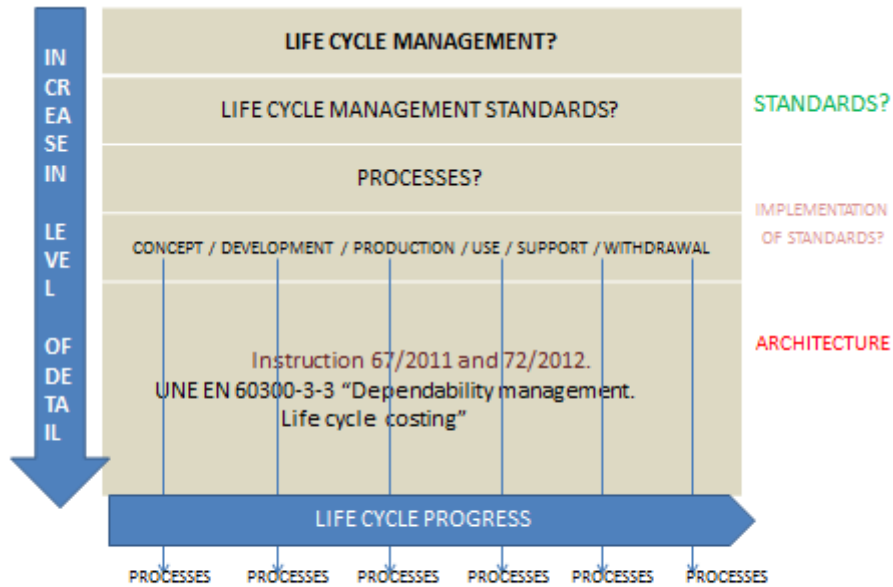 LIFE CYCLE MANAGEMENT?
IN
CR
EA
SE IN
LE
VE
L
OF
DE
TA
IL
LIFE CYCLE MANAGEMENT STANDARDS?
STANDARDS?
PROCESSES?
IMPLEMENTATION
OF STANDARDS?
CONCEPT / DEVELOPMENT / PRODUCTION / USE / SUPPORT / WITHDRAWAL
ARCHITECTURE
Instruction 67/2011 and 72/2012.
UNE EN 60300-3-3 “Dependability management.
Life cycle costing”
LIFE CYCLE PROGRESS
PROCESSES PROCESSES PROCESSES PROCESSES PROCESSES PROCESSES